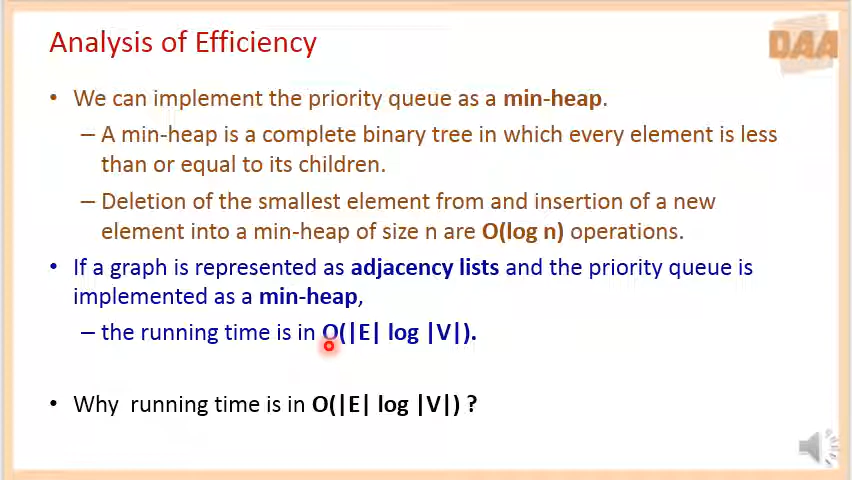 Analysis of Efficiency
DAA
• We can implement the priority queue as a min-heap.
– A min-heap is a complete binary tree in which every element is less
than or equal to its children.
– Deletion of the smallest element from and insertion of a new
element into a min-heap of size n are O(log n) operations.
• If a graph is represented as adjacency lists and the priority queue is
implemented as a min-heap,
– the running time is in O(|E| log |V|).
• Why running time is in O(|E| log |V|) ?